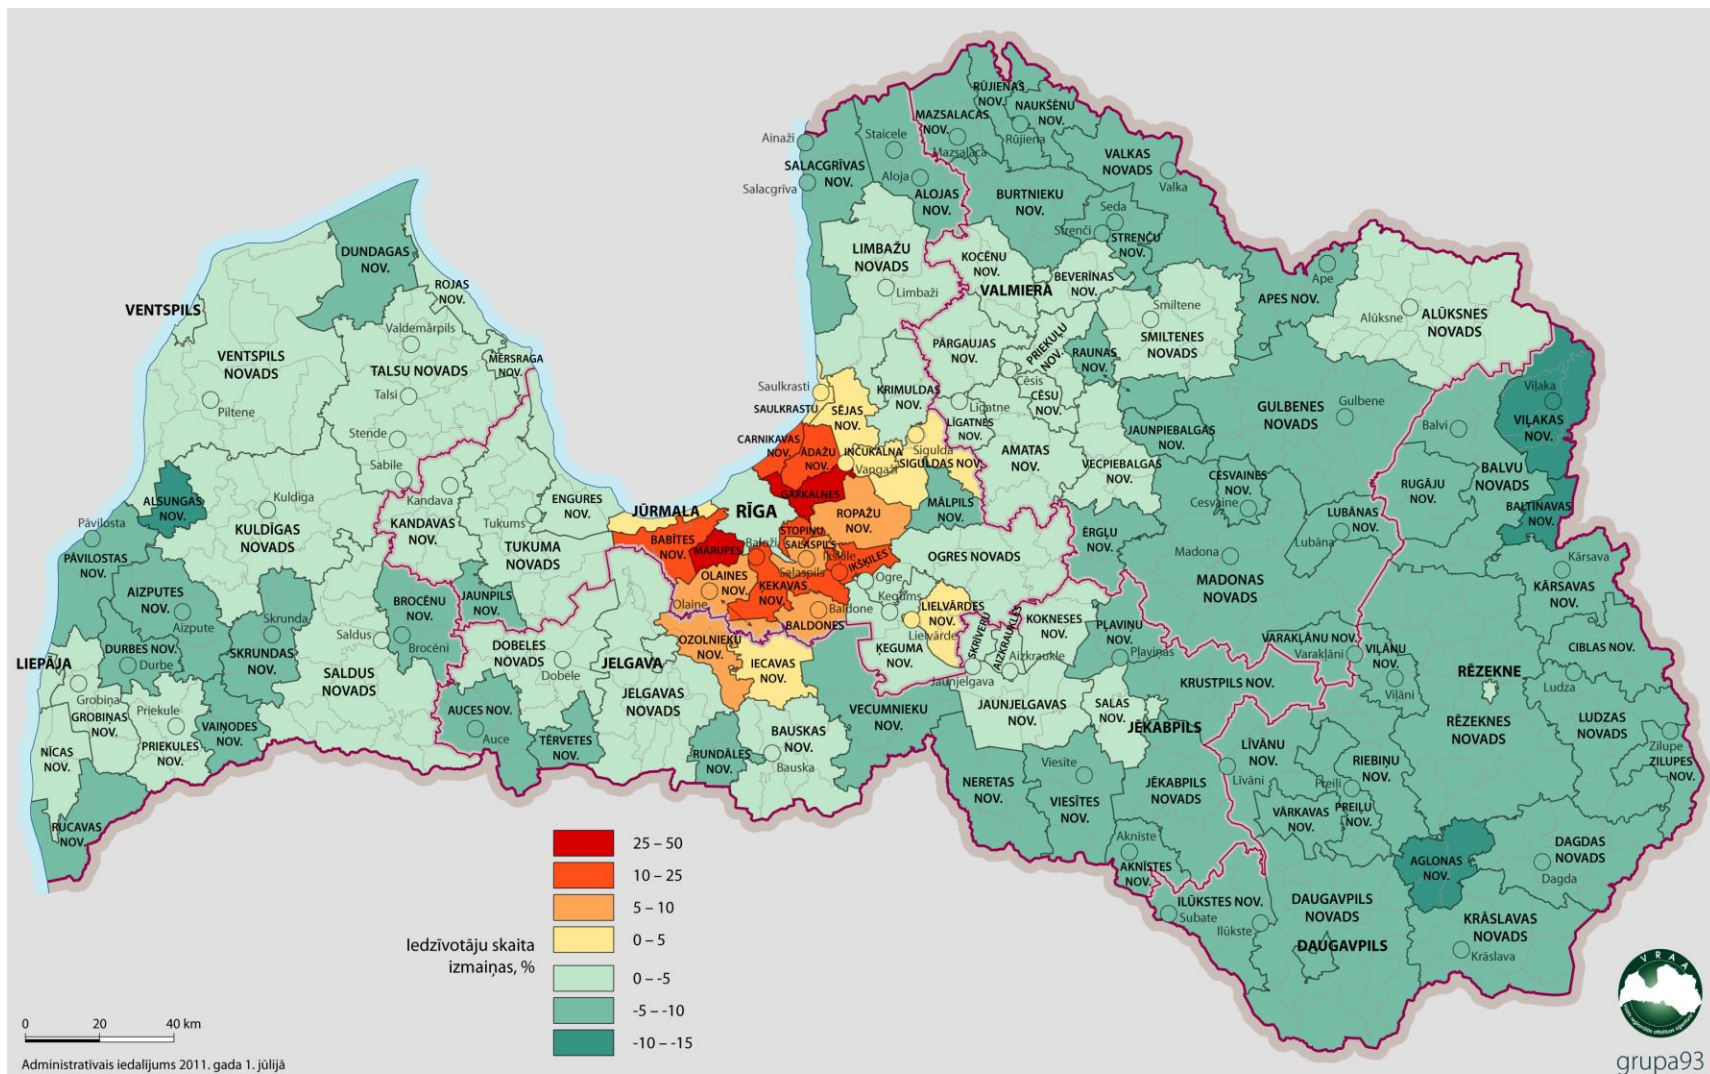 RŪJIENAS
NOV.
NAUKŠĒNU
NOV.
MAZSALACAS
NOV.
Mazsalaca
Rūjiena
Ainaži
Staicele
SALACGRĪVAS
NOV.
Salacgrīva
Aloja
ALOJAS
NOV.
VALKAS
NOVADS
Valka
BURTNIEKU
NOV.
Seda
Strenči
STRENČU
NOV.
DUNDAGAS
NOV.
LIMBAŽU
NOVADS
Limbaži
KOCĒNU
NOV.
BEVERĪNAS
NOV.
VALMIERA
Ape
APES NOV.
Alūksne
ALŪKSNES
NOVADS
ROJAS
NOV.
VENTSPILS
Valdemārpils
VENTSPILS
NOVADS
TALSU NOVADS
MĒRSRAGA
NOV.
Talsi
Piltene
Stende
Sabile
Smiltene
SMILTENES
NOVADS
PĀRGAUJAS
NOV.
PRIEKUĻU
NOV.
RAUNAS
NOV.
Cēsis
CĒSU
NOV.
Saulkrasti
SAULKRASTU
SĒJAS
NOV.
KRIMULDAS
NOV.
Līgatne
LĪGATNES
NOV.
GULBENES
NOVADS
Gulbene
Viļaka
VIĻAKAS
NOV.
Balvi
BALVU
NOVADS
JAUNPIEBALGAS
NOV.
CARNIKAVAS
NOV.
ĀDAŽU
NOV.
INČUKALNA
Vangaži
Sigulda
SIGULDAS NOV.
AMATAS
NOV.
VECPIEBALGAS
NOV.
CESVAINES
NOV.
Cesvaine
RUGĀJU
NOV.
BALTINAVAS
NOV.
LUBĀNAS
NOV.
Lubāna
Kandava
KANDAVAS
NOV.
ENGURES
NOV.
Tukums
TUKUMA
NOVADS
JŪRMALA
RĪGA
GARKALNES
MĀLPILS
NOV.
ROPAŽU
NOV.
ALSUNGAS
NOV.
Kuldīga
KULDĪGAS
NOVADS
Pāvilosta
PĀVILOSTAS
NOV.
BABĪTES
NOV.
MĀRUPES
Baloži
STOPIŅU
SALASPILS
Salaspils
Ikšķile
IKŠĶILES
OGRES NOVADS
Ogre
ĒRGĻU
NOV.
Madona
MADONAS
NOVADS
Kārsava
KĀRSAVAS
NOV.
OLAINES
NOV.
Olaine
ĶEKAVAS
NOV.
Ķegums
Baldone
BALDONES
LIELVĀRDES
NOV.
Lielvārde
AIZPUTES
NOV.
Aizpute
BROCĒNU
NOV.
Brocēni
JAUNPILS
NOV.
Skrunda
SKRUNDAS
NOV.
Saldus
SALDUS
NOVADS
DURBES NOV.
Durbe
LIEPĀJA
Grobiņa
GROBIŅAS
NOV.
Priekule
PRIEKULES
NOV.
VAIŅODES
NOV.
NĪCAS
NOV.
RUCAVAS
NOV.
DOBELES
NOVADS
Dobele
JELGAVA
JELGAVAS
NOVADS
OZOLNIEKU
NOV.
IECAVAS
NOV.
ĶEGUMA
NOV.
SKRĪVERU
AIZKRAUKLES
KOKNESES
NOV.
Aizkraukle
Jaunjelgava
PĻAVIŅU
NOV.
Pļaviņas
VARAKĻĀNU NOV.
Varakļāni
VIĻĀNU
NOV.
Viļāni
KRUSTPILS NOV.
RĒZEKNE
RĒZEKNES
NOVADS
CIBLAS NOV.
Ludza
LUDZAS
NOVADS
Zilupe
ZILUPES
NOV.
AUCES NOV.
Auce
TĒRVETES
NOV.
RUNDĀLES
NOV.
BAUSKAS
NOV.
Bauska
VECUMNIEKU
NOV.
JAUNJELGAVAS
NOV.
SALAS
NOV.
JĒKABPILS
NERETAS
NOV.
Viesīte
VIESĪTES
NOV.
JĒKABPILS
NOVADS
LĪVĀNU
NOV.
Līvāni
RIEBIŅU
NOV.
Preiļi
PREIĻU
NOV.
VĀRKAVAS
NOV.
Aknīste
AKNĪSTES
NOV.
AGLONAS
NOV.
DAGDAS
NOVADS
Dagda
ILŪKSTES NOV.
Subate
Ilūkste
DAUGAVPILS
NOVADS
DAUGAVPILS
KRĀSLAVAS
NOVADS
Krāslava
Iedzīvotāju skaita
izmaiņas, %
25 – 50
10 – 25
5 – 10
0 – 5
0 – -5
-5 – -10
-10 – -15
0 20 40 km
Administratīvais iedalījums 2011. gada 1. jūlijā
VRAA
grupa93